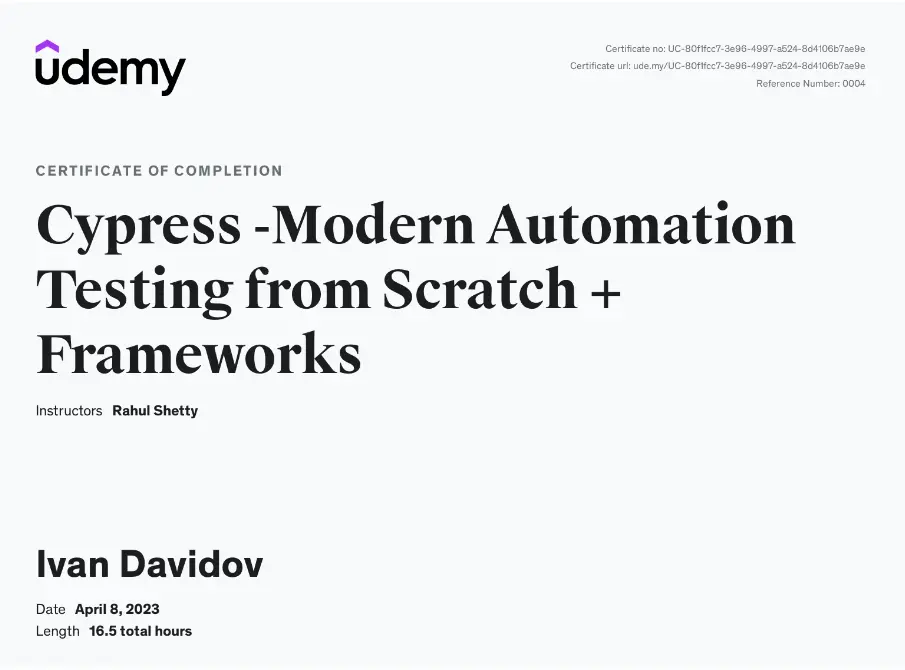 udemy
Certificate no: UC-80f1fcc7-3e96-4997-a524-8d4106b7ae9e
Certificate url: ude.my/UC-80f1fcc7-3e96-4997-a524-8d4106b7ae9e
Reference Number: 0004
CERTIFICATE OF COMPLETION
Cypress -Modern Automation
Testing from Scratch +
Frameworks
Instructors Rahul Shetty
Ivan Davidov
Date April 8, 2023
Length 16.5 total hours